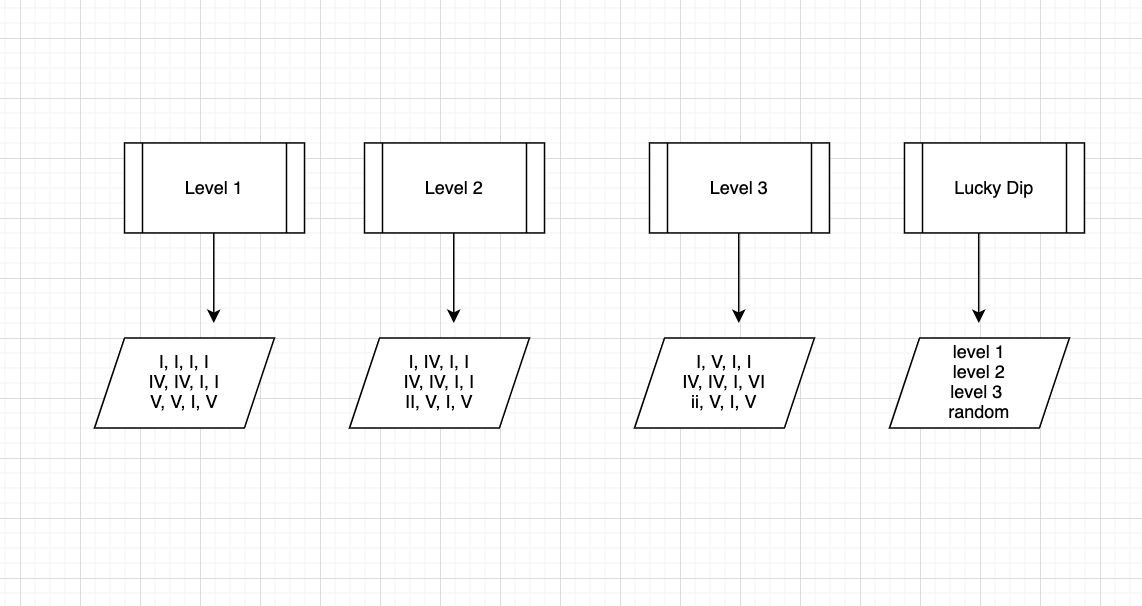 Level 1
Level 2
Level 3
Lucky Dip
I, I, I, I
IV, IV, I, I
V, V, I, V
I, IV, I, I
IV, IV, I, I
II, V, I, V
I, V, I, I
IV, IV, I, VI
ii, V, I, V
level 1
level 2
level 3
random